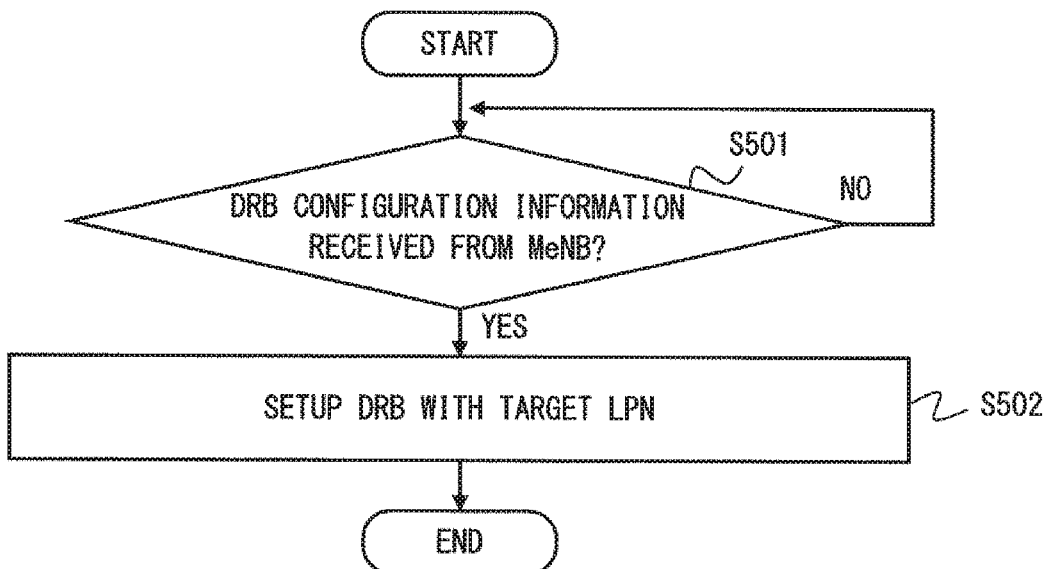 START
S501
DRB CONFIGURATION INFORMATION
RECEIVED FROM MeNB?
NO
YES
SETUP DRB WITH TARGET LPN
S502
END